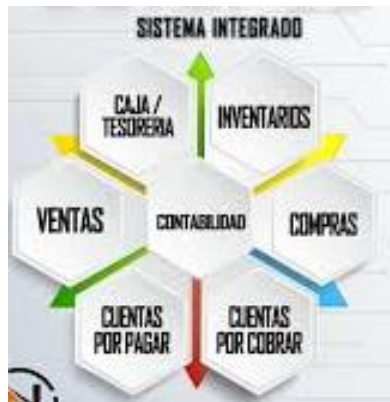 SISTEMA INTEGRADO
CAJA /
TESORERIA
INVENTARIOS
VENTAS
CONTABILIDAD
COMPRAS
CUENTAS
POR PAGAR
CUENTAS
POR COBRAR